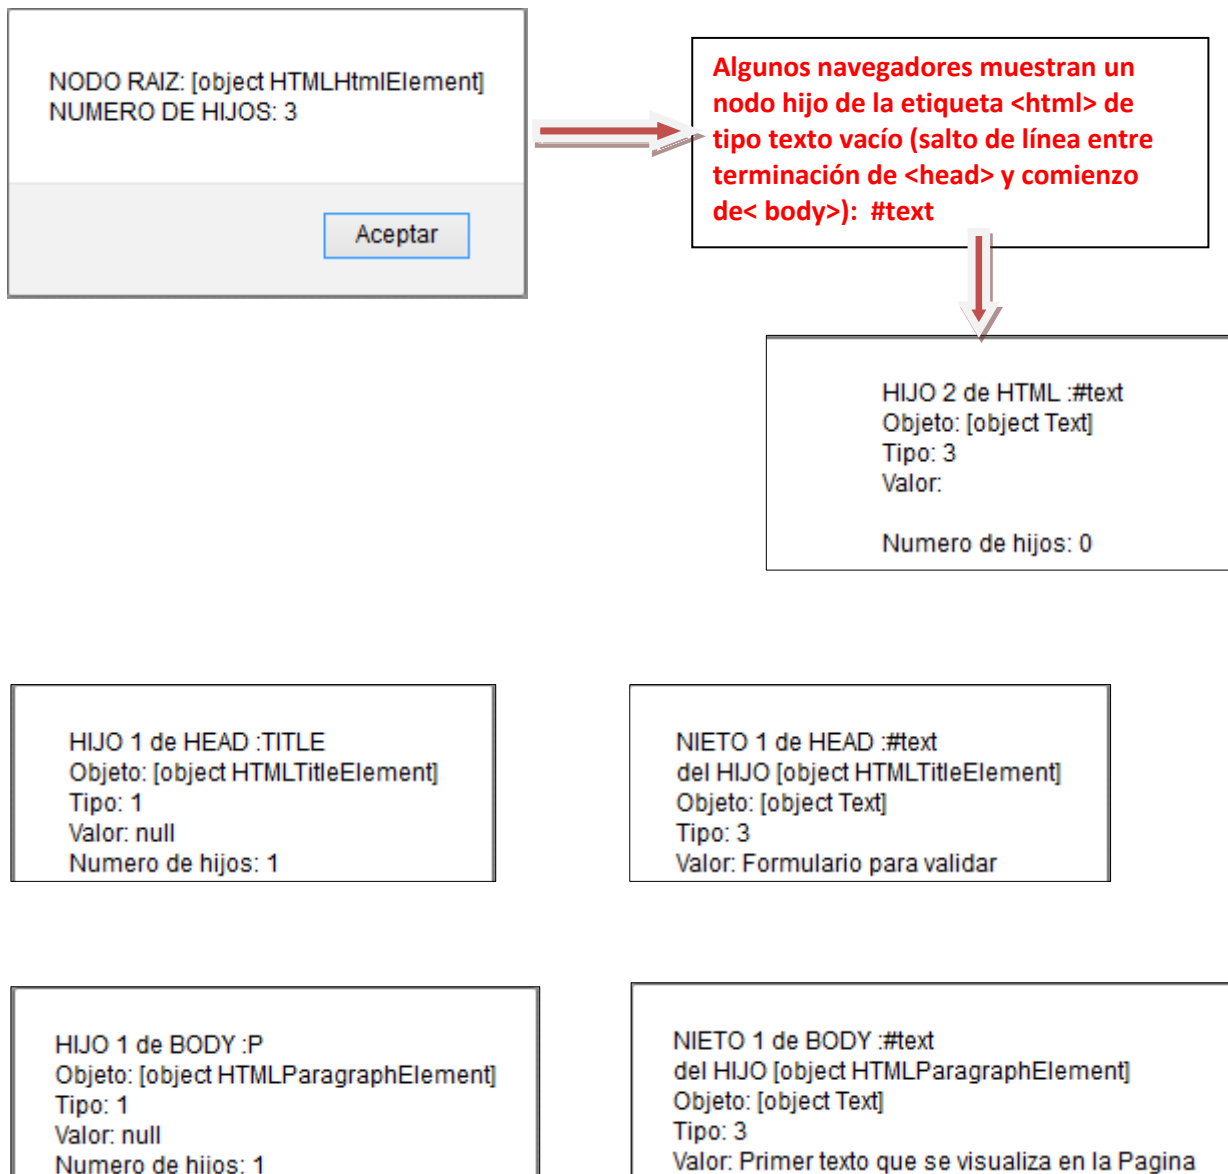 NODO RAIZ: [object HTMLHtmlElement]
NUMERO DE HIJOS: 3
Aceptar
Algunos navegadores muestran un
nodo hijo de la etiqueta <html> de
tipo texto vacío (salto de línea entre
terminación de <head> y comienzo
de< body>): #text
HIJO 2 de HTML :#text
Objeto: [object Text]
Tipo: 3
Valor:
Numero de hijos: 0
HIJO 1 de HEAD :TITLE
Objeto: [object HTMLTitleElement]
Tipo: 1
Valor: null
Numero de hijos: 1
NIETO 1 de HEAD :#text
del HIJO [object HTMLTitleElement]
Objeto: [object Text]
Tipo: 3
Valor: Formulario para validar
HIJO 1 de BODY :P
Objeto: [object HTMLParagraphElement]
Tipo: 1
Valor: null
Numero de hijos: 1
NIETO 1 de BODY :#text
del HIJO [object HTMLParagraphElement]
Objeto: [object Text]
Tipo: 3
Valor: Primer texto que se visualiza en la Pagina